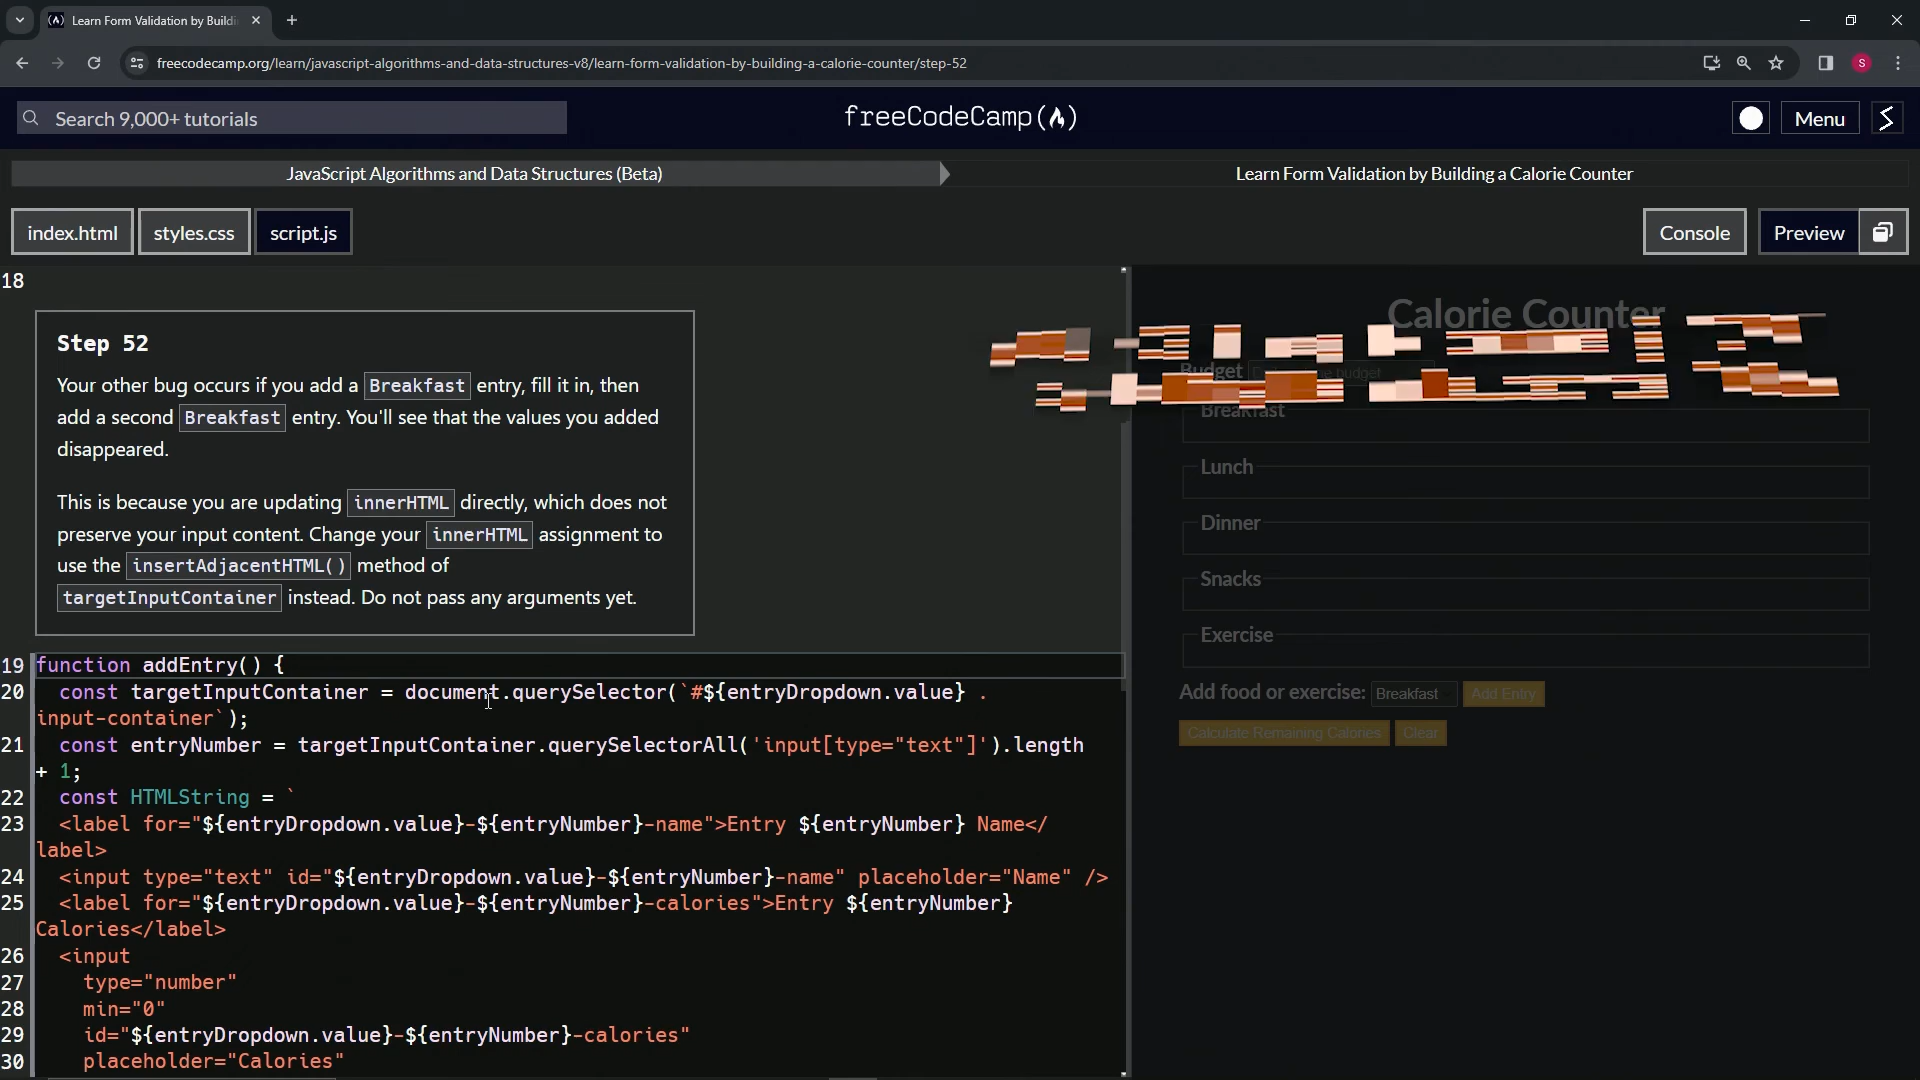 Learn Form Validation by Buildi
freecodecamp.org/learn/javascript-algorithms-and-data-structures-v8/learn-form-validation-by-building-a-calorie-counter/step-52
S
Search 9,000+ tutorials
freeCodeCamp(🔥)
Menu
JavaScript Algorithms and Data Structures (Beta)
Learn Form Validation by Building a Calorie Counter
index.html
styles.css
script.js
Console
Preview
18
Step 52
Your other bug occurs if you add a Breakfast entry, fill it in, then
add a second Breakfast entry. You'll see that the values you added
disappeared.
This is because you are updating innerHTML directly, which does not
preserve your input content. Change your innerHTML assignment to
use the insertAdjacentHTML() method of
targetInputContainer instead. Do not pass any arguments yet.
19 function addEntry() {
20 const targetInputContainer = document.querySelector(`#${entryDropdown.value} .
input-container`);
21 const entryNumber = targetInputContainer.querySelectorAll('input[type="text"]').length
+ 1;
22 const HTMLString = `
23 <label for="${entryDropdown.value}-${entryNumber}-name">Entry ${entryNumber} Name</
label>
24 <input type="text" id="${entryDropdown.value}-${entryNumber}-name" placeholder="Name" />
25 <label for="${entryDropdown.value}-${entryNumber}-calories">Entry ${entryNumber}
Calories</label>
26 <input
27 type="number"
28 min="0"
29 id="${entryDropdown.value}-${entryNumber}-calories"
30 placeholder="Calories"
Calorie Counter
Budget
budget
Breakfast
Lunch
Dinner
Snacks
Exercise
Add food or exercise: Breakfast Add Entry
Calculate Remaining Calories Clear